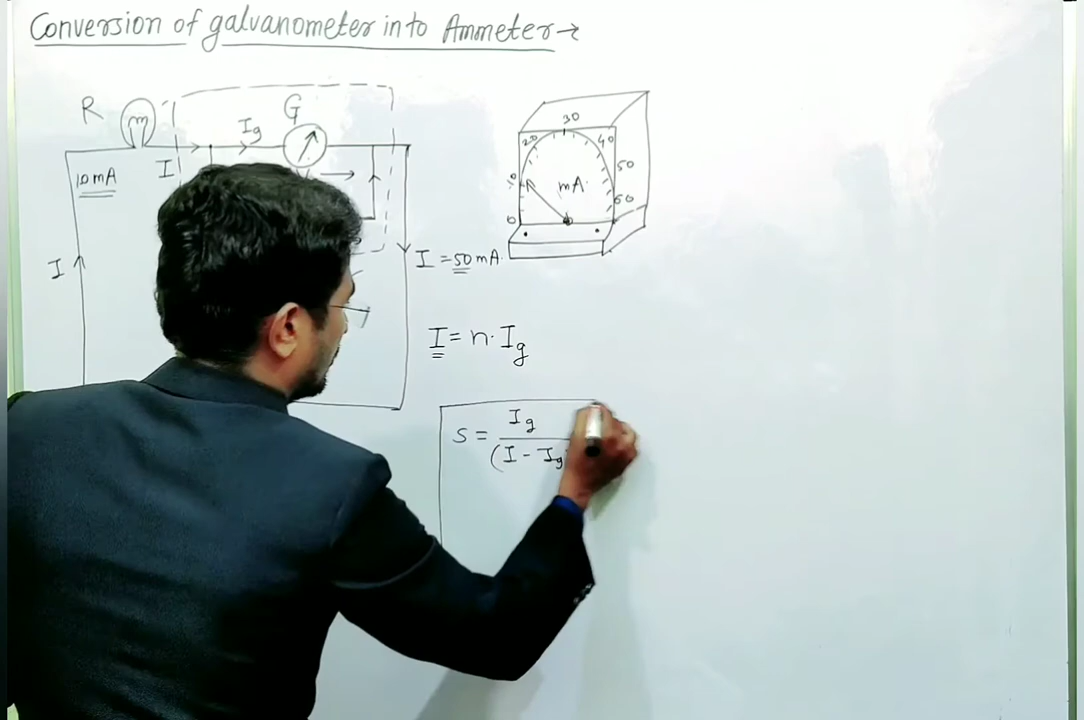 Conversion of galvanometer into Ammeter→
R
G
Ig
I
10 mA
I
I = 50 mA.
0
20
30
40
50
60
mA.
I = n. Ig
S = Ig
(I - Ig